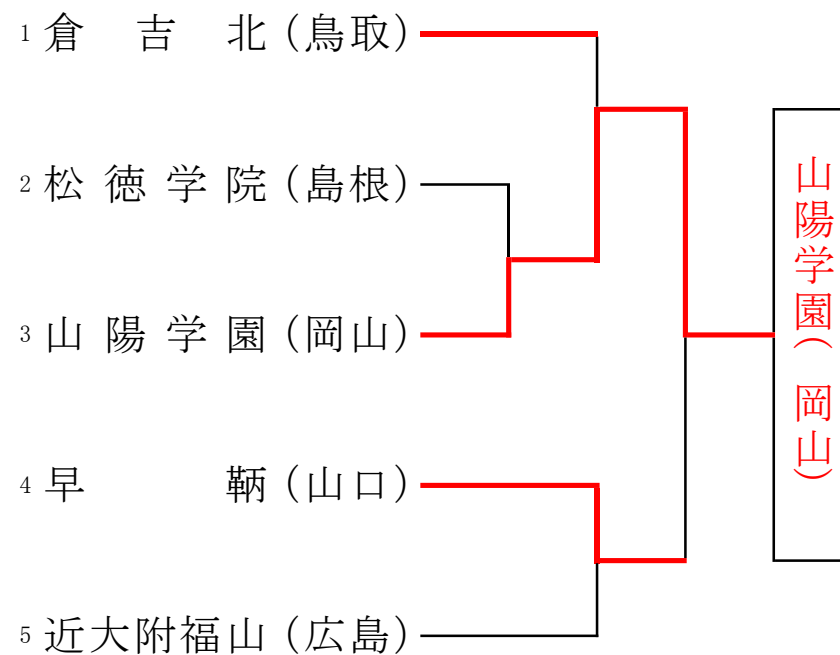 1 倉吉北(鳥取)
2 松徳学院(島根)
3 山陽学園(岡山)
4 早鞆(山口)
5 近大附福山(広島)
山陽学園(岡山)